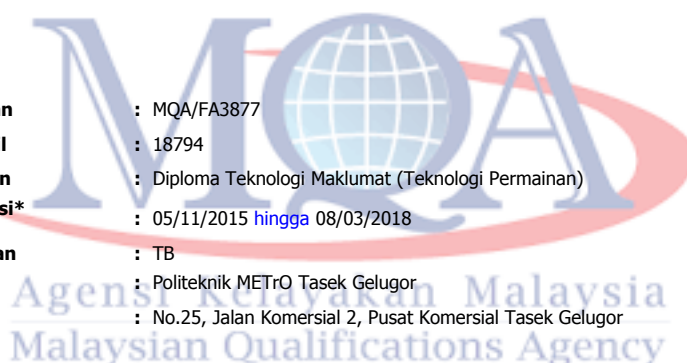 MQA
an : MQA/FA3877
l : 18794
n : Diploma Teknologi Maklumat (Teknologi Permainan)
si* : 05/11/2015 hingga 08/03/2018
an : TB
: Politeknik METrO Tasek Gelugor
: No.25, Jalan Komersial 2, Pusat Komersial Tasek Gelugor
Agensi Kelayakan Malaysia
Malaysian Qualifications Agency